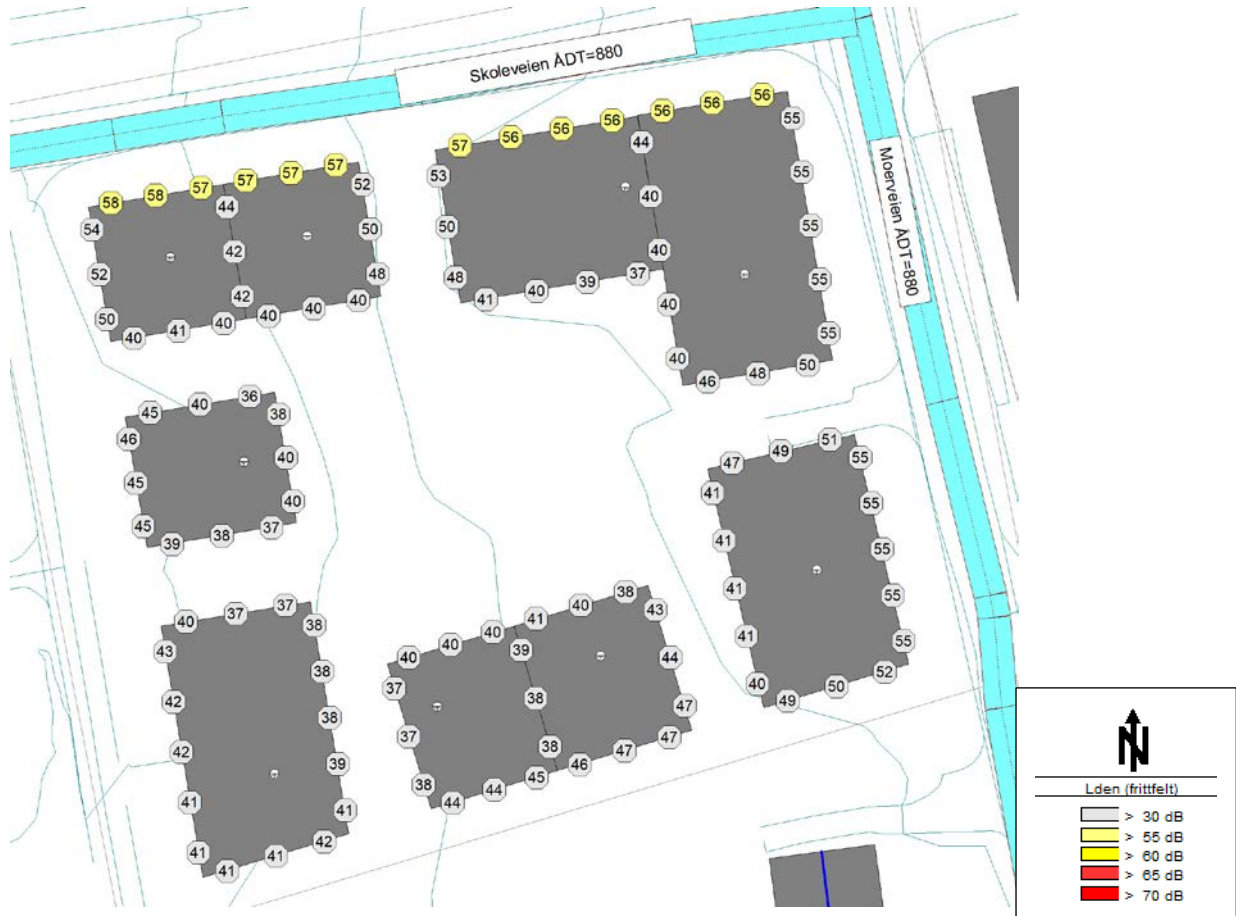 Skoleveien ÅDT=880
Moerveien ÅDT=880
57 56 56 56 56 56 56
55
53 44
55
50 40
55
48 40
55
41 40 39 37
40
55
40
46 48 50
58 58 57 57 57 57
52
54 44
50
52 42
48
50 42
40 41 40 40 40 40
45 40 36
38
46
40
45
40
45
39 38 37
47 49 51
55
41
55
41
55
41
55
41
55
40
49 50 52
40 37 37
38
43
38
42
38
42
39
41
41
41
41 41 42
40 40 40 41 40 38
43
39
37
44
38
37
47
38
38
44 44 45 46 47 47
N
Lden (frittfelt)
> 30 dB
> 55 dB
> 60 dB
> 65 dB
> 70 dB